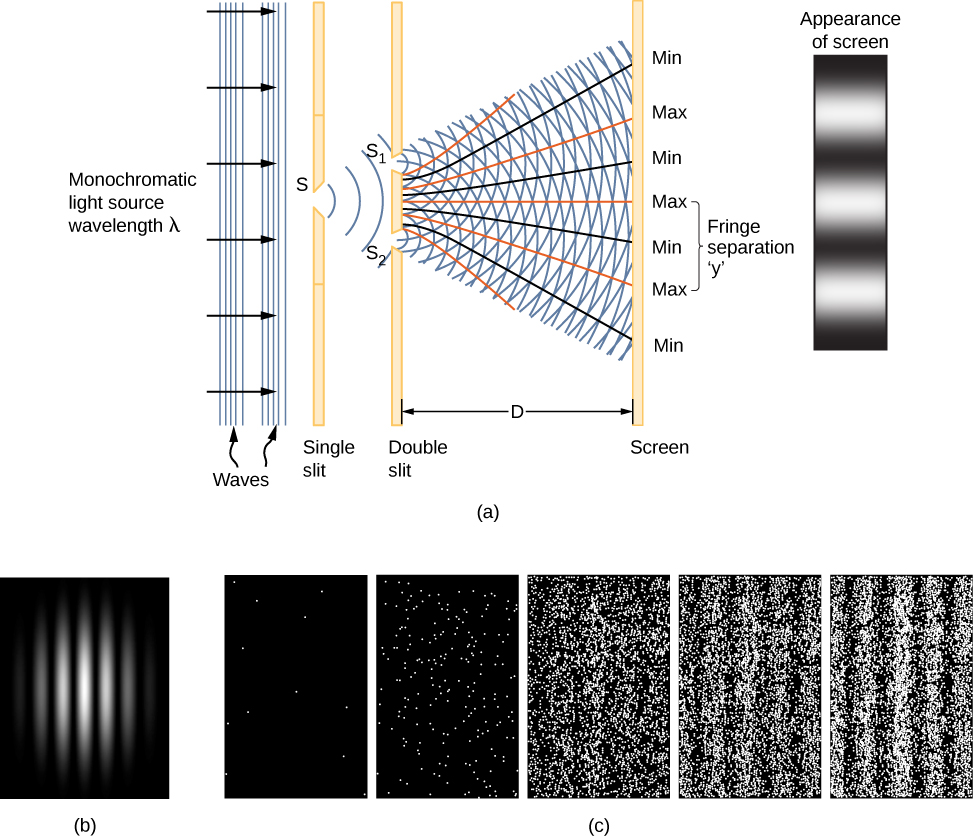 Appearance
of screen
Min
Max
S1
Min
S
Monochromatic
light source
wavelength λ
Max
Fringe
separation
‘y’
Min
S2
Max
Min
D
Single
slit
Double
slit
Screen
Waves
(a)
(b)
(c)